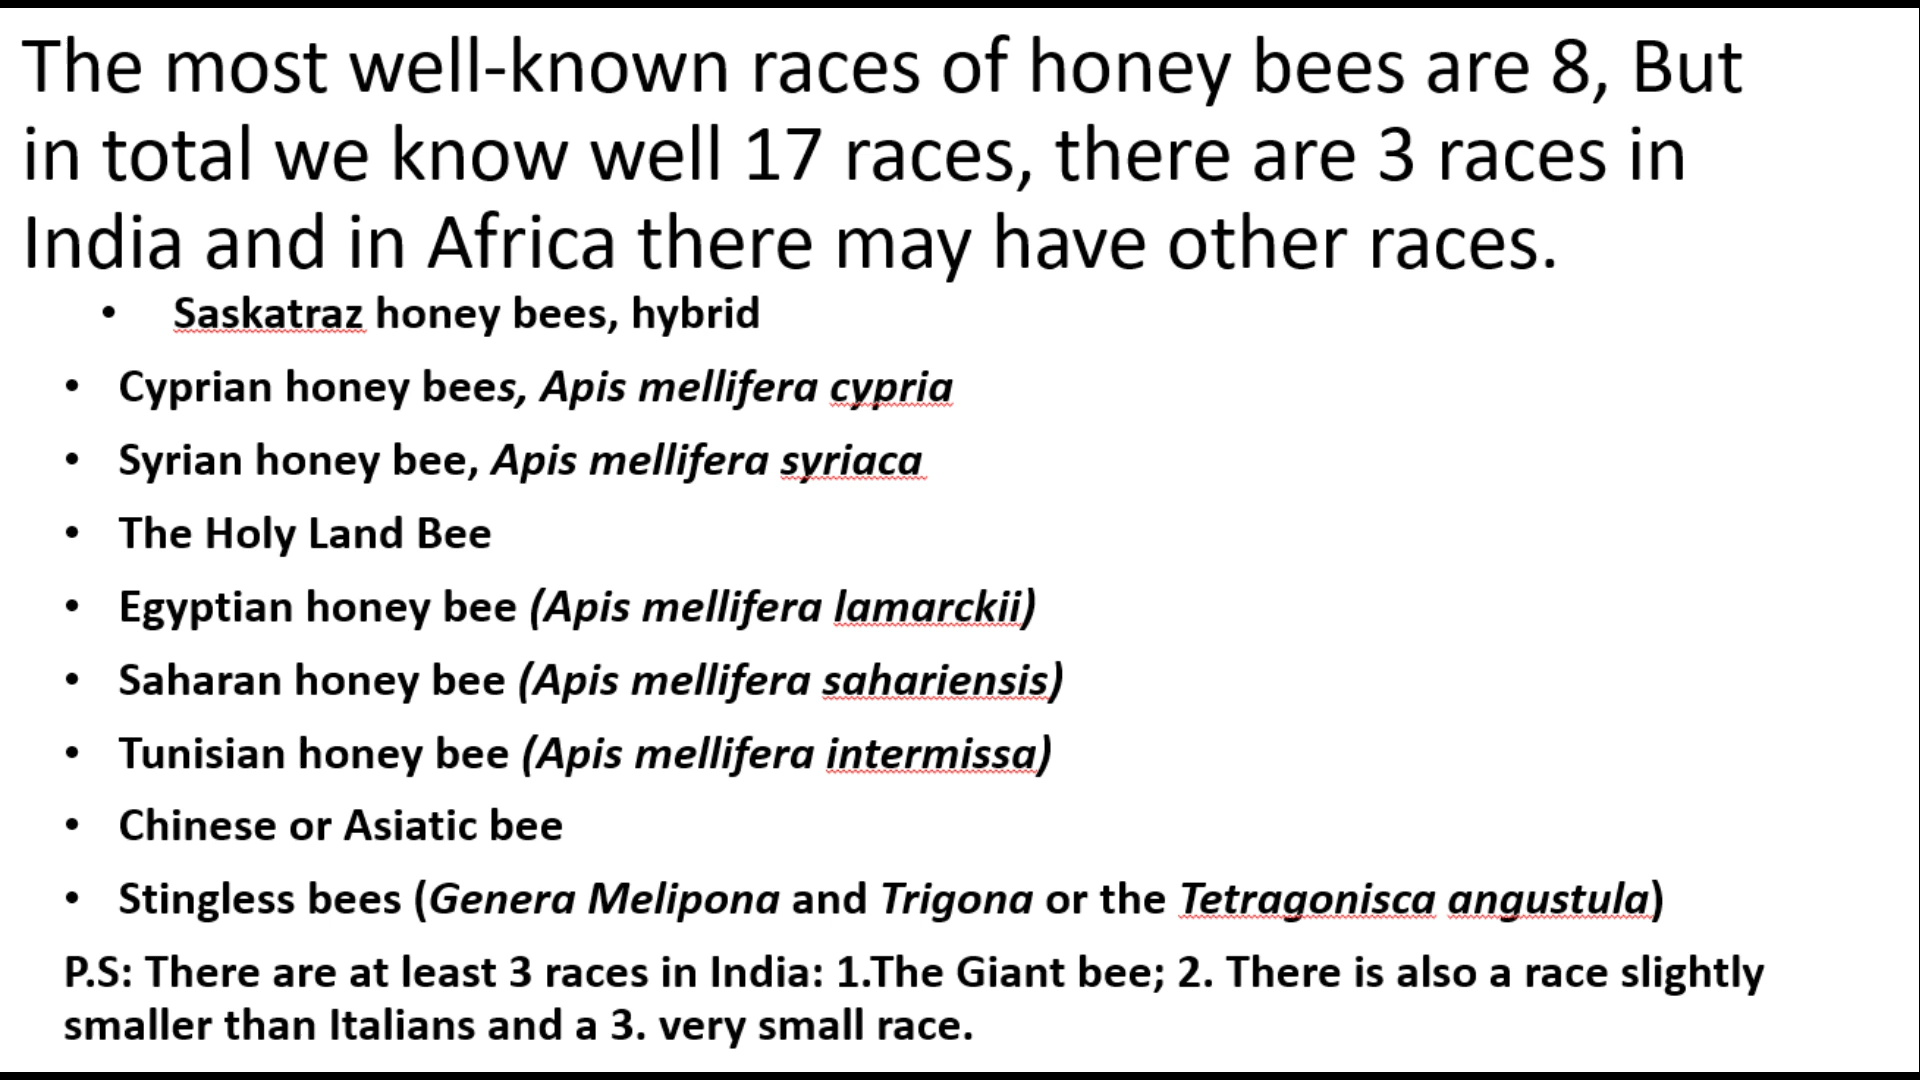 The most well-known races of honey bees are 8, But
in total we know well 17 races, there are 3 races in
India and in Africa there may have other races.
• Saskatraz honey bees, hybrid
• Cyprian honey bees, Apis mellifera cypria
• Syrian honey bee, Apis mellifera syriaca
• The Holy Land Bee
• Egyptian honey bee (Apis mellifera lamarckii)
• Saharan honey bee (Apis mellifera sahariensis)
• Tunisian honey bee (Apis mellifera intermissa)
• Chinese or Asiatic bee
• Stingless bees (Genera Melipona and Trigona or the Tetragonisca angustula)
P.S: There are at least 3 races in India: 1.The Giant bee; 2. There is also a race slightly
smaller than Italians and a 3. very small race.